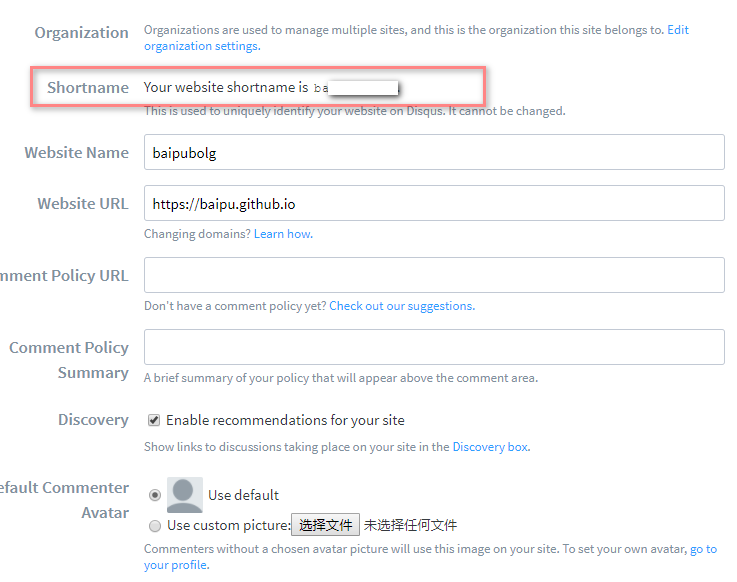 Organization
Organizations are used to manage multiple sites, and this is the organization this site belongs to. Edit
organization settings.
Shortname
Your website shortname is ba
This is used to uniquely identify your website on Disqus. It cannot be changed.
Website Name
baipubolg
Website URL
https://baipu.github.io
Changing domains? Learn how.
mment Policy URL
Don't have a comment policy yet? Check out our suggestions.
Comment Policy
Summary
A brief summary of your policy that will appear above the comment area.
Discovery
Enable recommendations for your site
Show links to discussions taking place on your site in the Discovery box.
efault Commenter
Avatar
Use default
Use custom picture: 选择文件 未选择任何文件
Commenters without a chosen avatar picture will use this image on your site. To set your own avatar, go to
your profile.